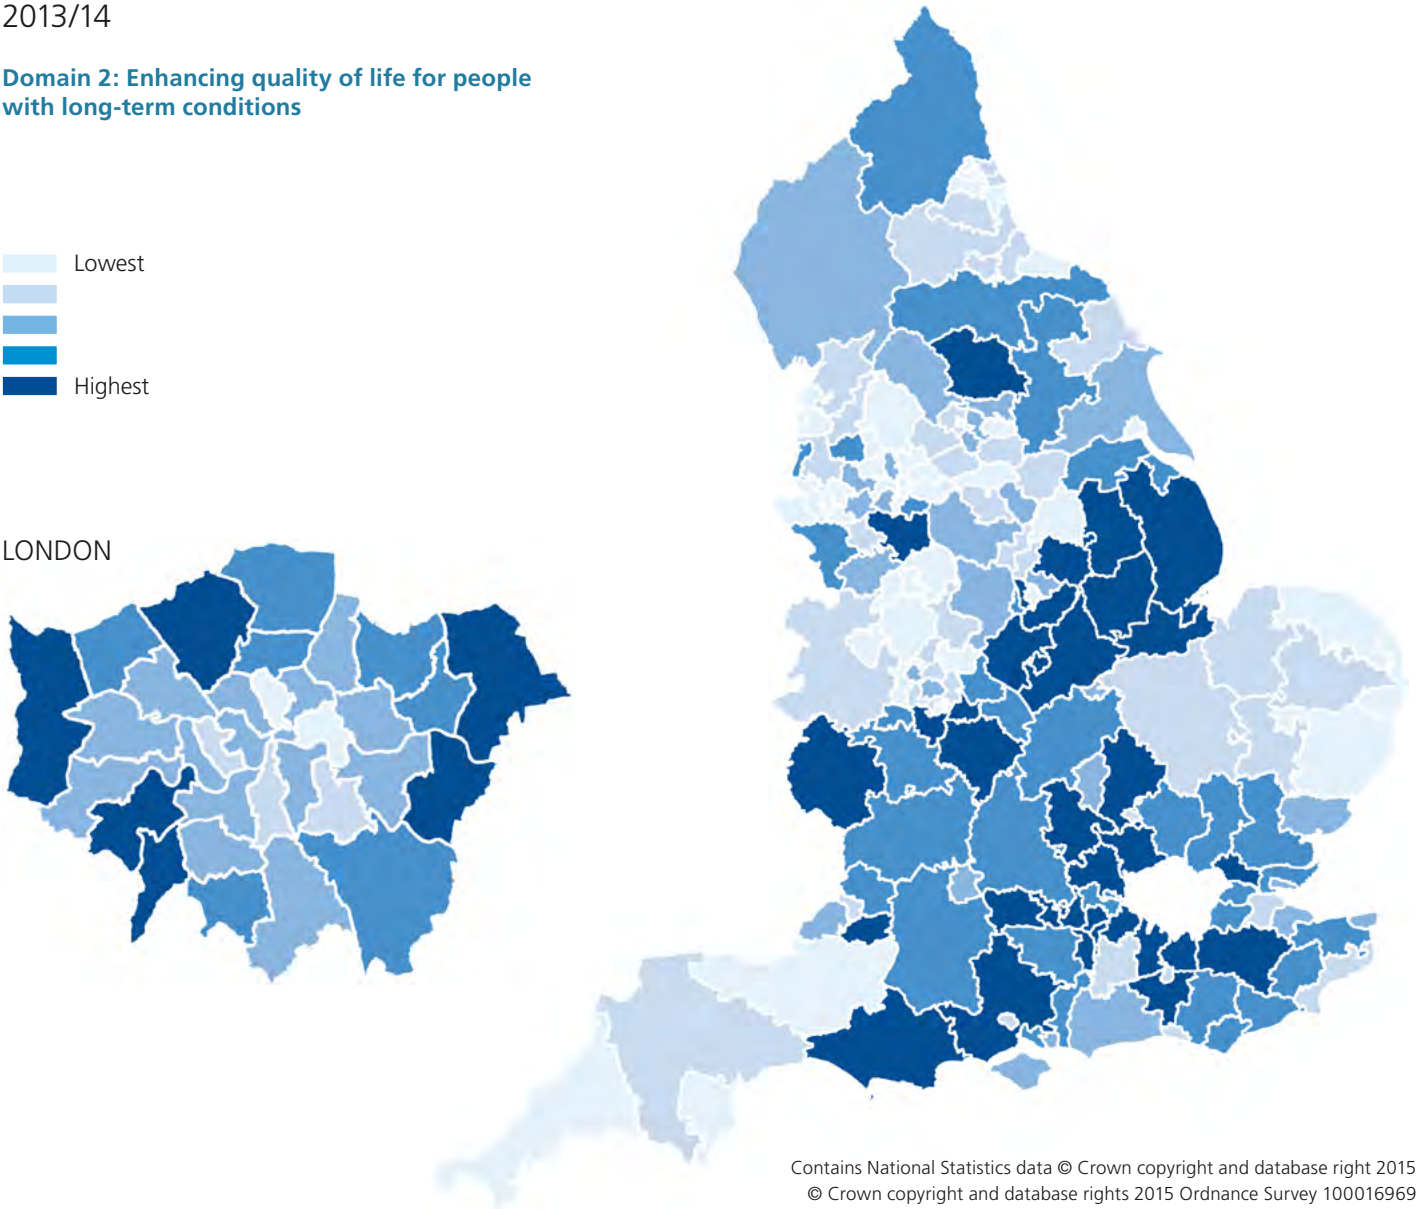 2013/14
Domain 2: Enhancing quality of life for people
with long-term conditions
Lowest
Highest
LONDON
Contains National Statistics data © Crown copyright and database right 2015
© Crown copyright and database rights 2015 Ordnance Survey 100016969